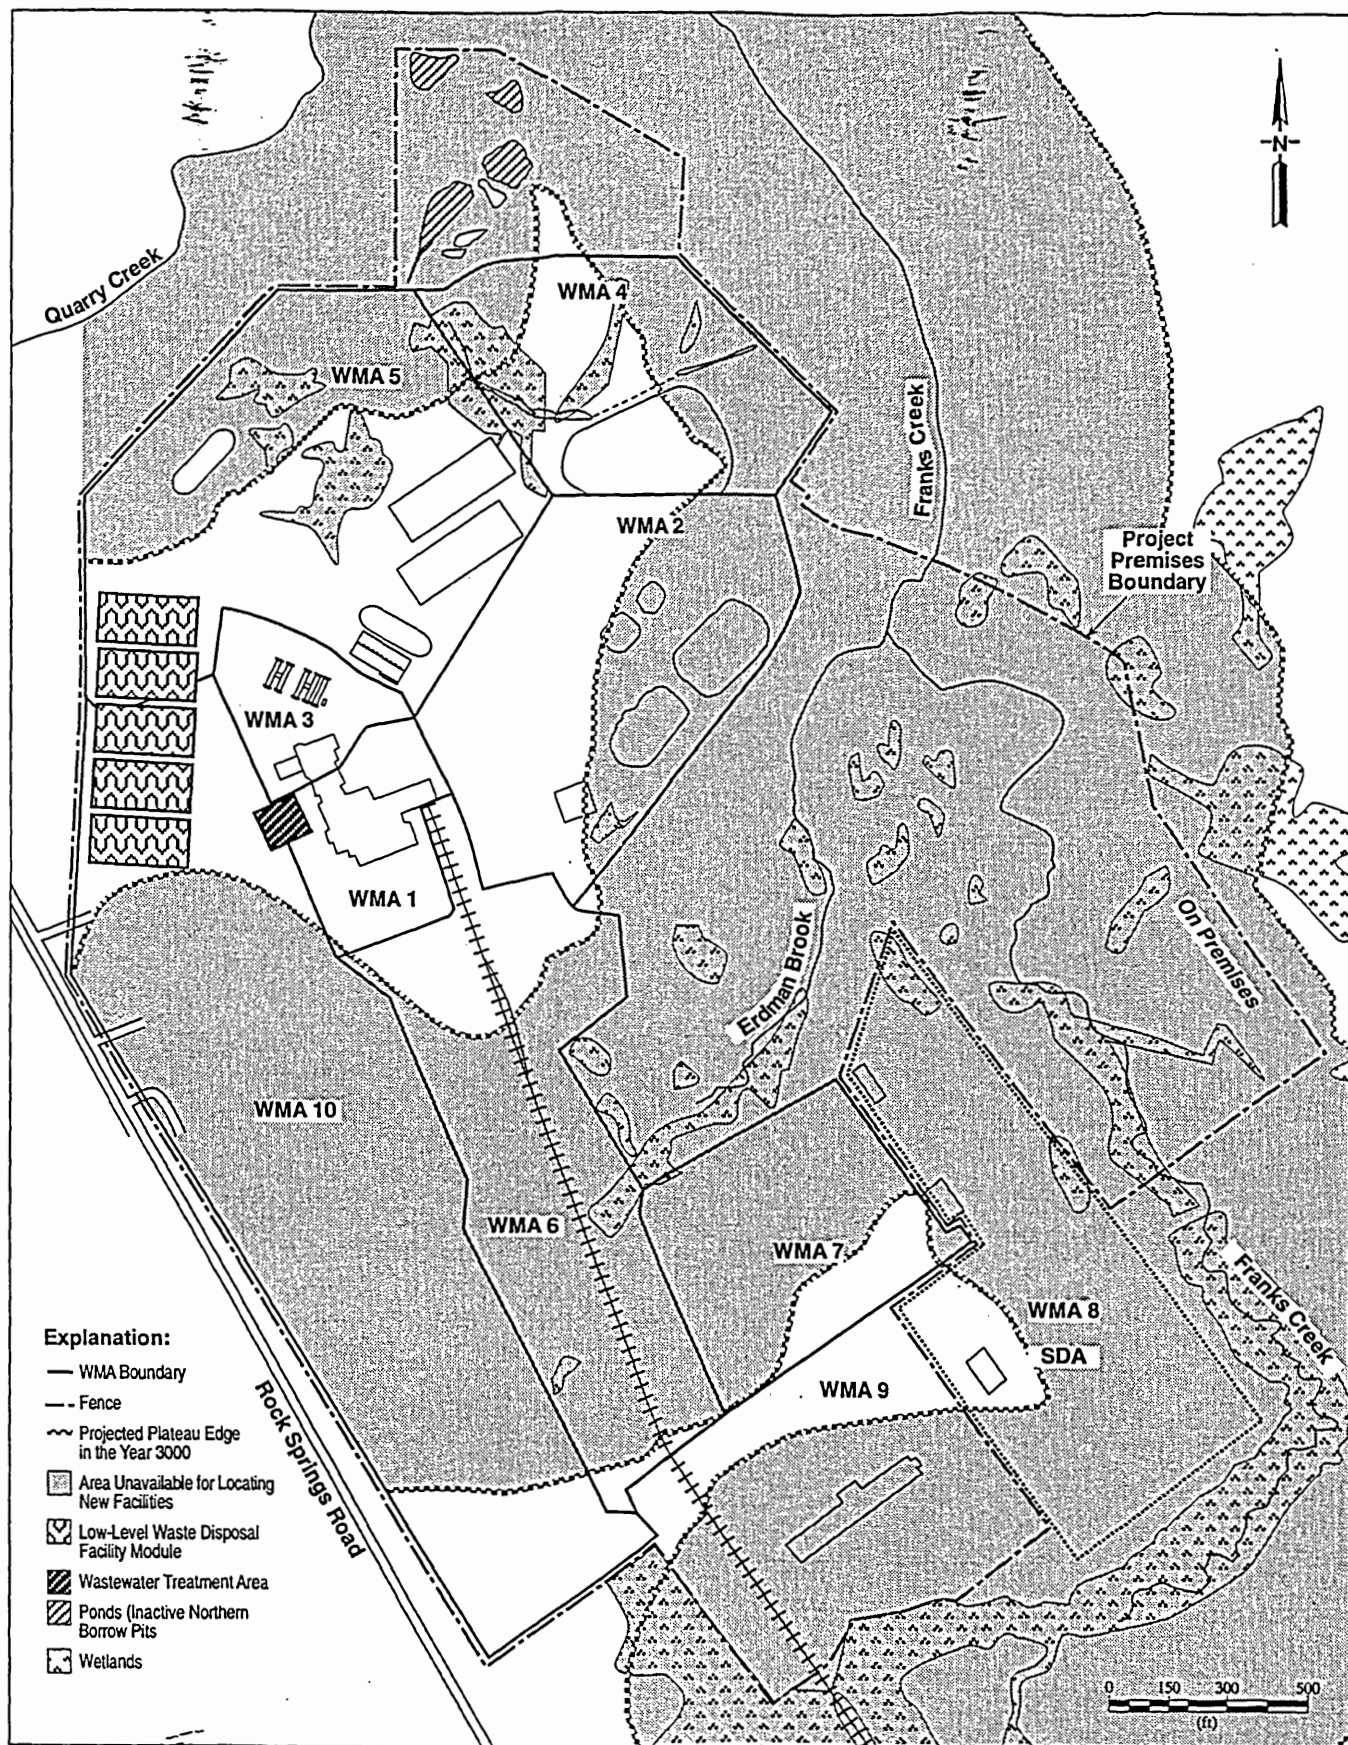 N
Quarry Creek
WMA 4
WMA 5
Franks Creek
WMA 2
Project
Premises
Boundary
WMA 3
WMA 1
On Premises
Erdman Brook
WMA 10
WMA 6
WMA 7
WMA 8
SDA
Franks Creek
WMA 9
Rock Springs Road
Explanation:
WMA Boundary
Fence
Projected Plateau Edge
in the Year 3000
Area Unavailable for Locating
New Facilities
Low-Level Waste Disposal
Facility Module
Wastewater Treatment Area
Ponds (Inactive Northern
Borrow Pits
Wetlands
0 150 300 500
(ft)